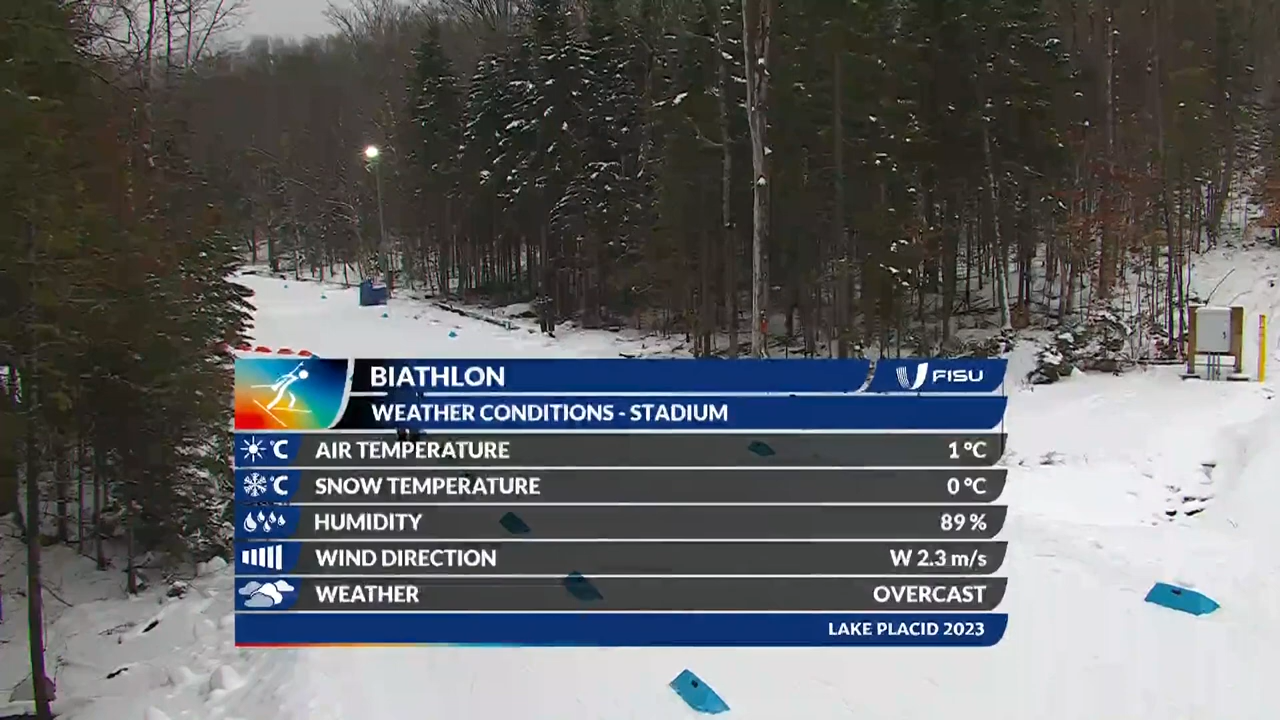 BIATHLON
FISU
WEATHER CONDITIONS - STADIUM
°C AIR TEMPERATURE 1 °C
°C SNOW TEMPERATURE 0 °C
HUMIDITY 89 %
WIND DIRECTION W 2.3 m/s
WEATHER OVERCAST
LAKE PLACID 2023